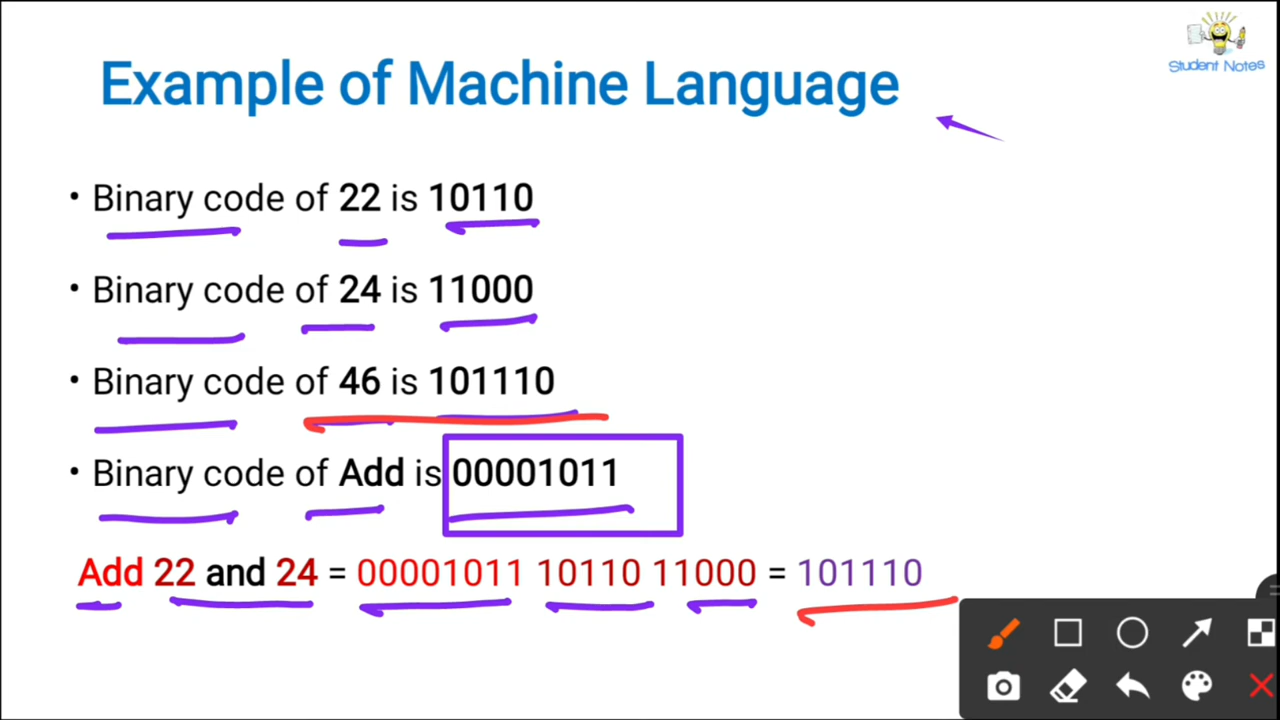 Student Notes
Example of Machine Language
• Binary code of 22 is 10110
• Binary code of 24 is 11000
• Binary code of 46 is 101110
• Binary code of Add is 00001011
Add 22 and 24 = 00001011 10110 11000 = 101110